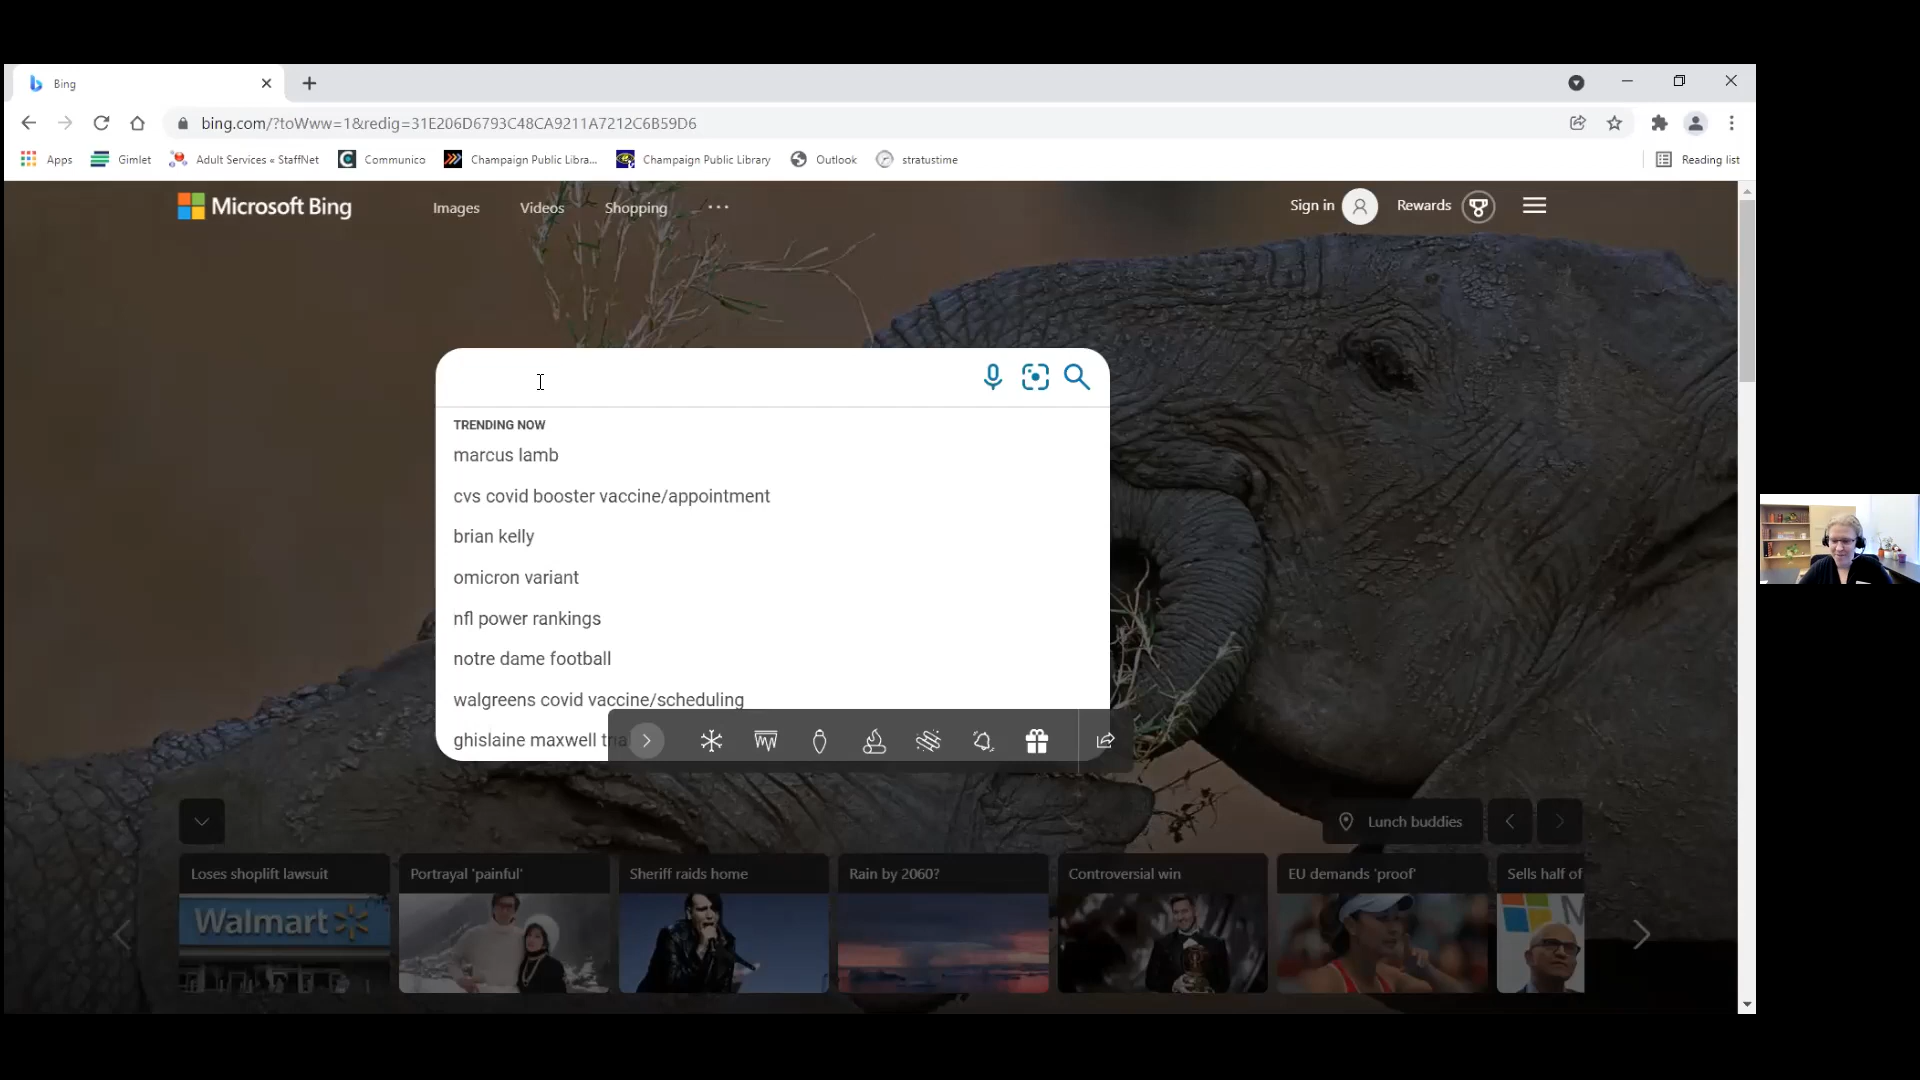 Bing
bing.com/?toWww=1&redig=31E206D6793C48CA9211A7212C6B59D6
Apps Gimlet Adult Services « StaffNet Communico Champaign Public Libra... Champaign Public Library Outlook stratustime Reading list
Microsoft Bing Images Videos Shopping ... Sign in Rewards
TRENDING NOW
marcus lamb
cvs covid booster vaccine/appointment
brian kelly
omicron variant
nfl power rankings
notre dame football
walgreens covid vaccine/scheduling
ghislaine maxwell
Lunch buddies
Loses shoplift lawsuit Portrayal 'painful' Sheriff raids home Rain by 2060? Controversial win EU demands 'proof' Sells half of
Walmart